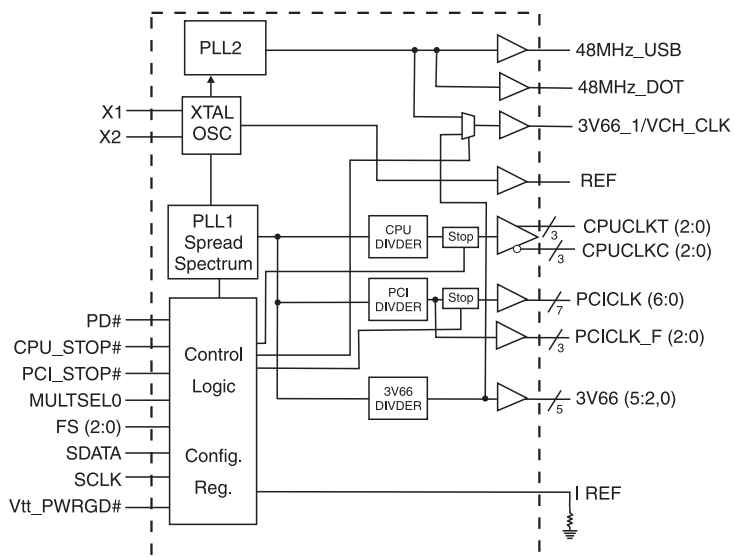 PLL2
48MHz_USB
48MHz_DOT
X1
X2
XTAL
OSC
3V66_1/VCH_CLK
REF
PLL1
Spread
Spectrum
CPU
DIVDER
Stop
3
CPUCLKT (2:0)
3
CPUCLKC (2:0)
PCI
DIVDER
Stop
7
PCICLK (6:0)
3
PCICLK_F (2:0)
PD#
CPU_STOP#
PCI_STOP#
MULTSEL0
FS (2:0)
SDATA
SCLK
Vtt_PWRGD#
Control
Logic
Config.
Reg.
3V66
DIVDER
5
3V66 (5:2,0)
I REF